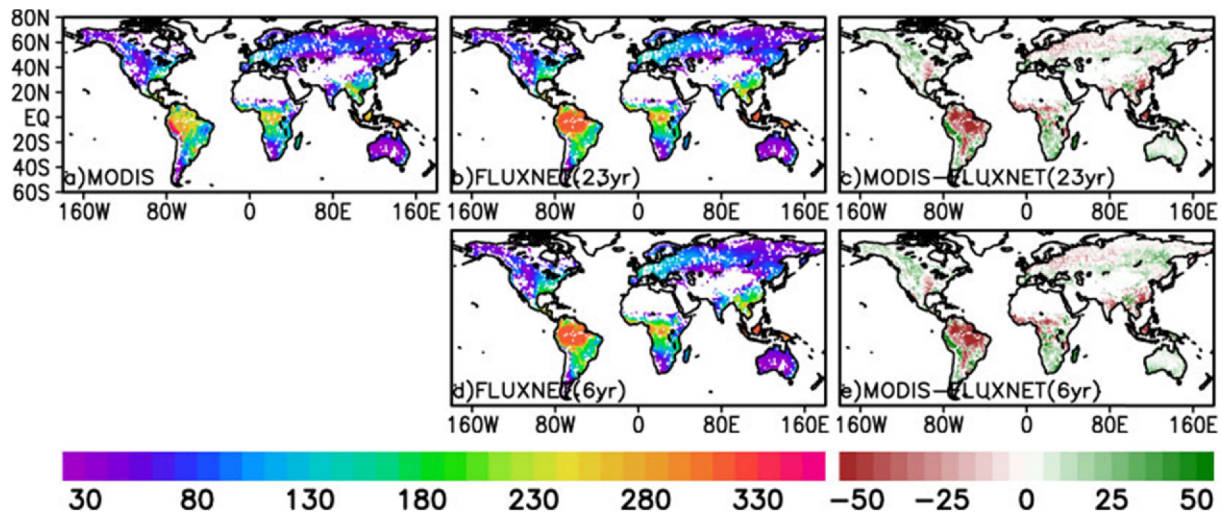 80N
60N
40N
20N
EQ
20S
40S
60S
a)MODIS
b)FLUXNET(23yr)
c)MODIS-FLUXNET(23yr)
160W 80W 0 80E 160E
160W 80W 0 80E 160E
160W 80W 0 80E 160E
d)FLUXNET(6yr)
e)MODIS-FLUXNET(6yr)
160W 80W 0 80E 160E
160W 80W 0 80E 160E
30 80 130 180 230 280 330
-50 -25 0 25 50